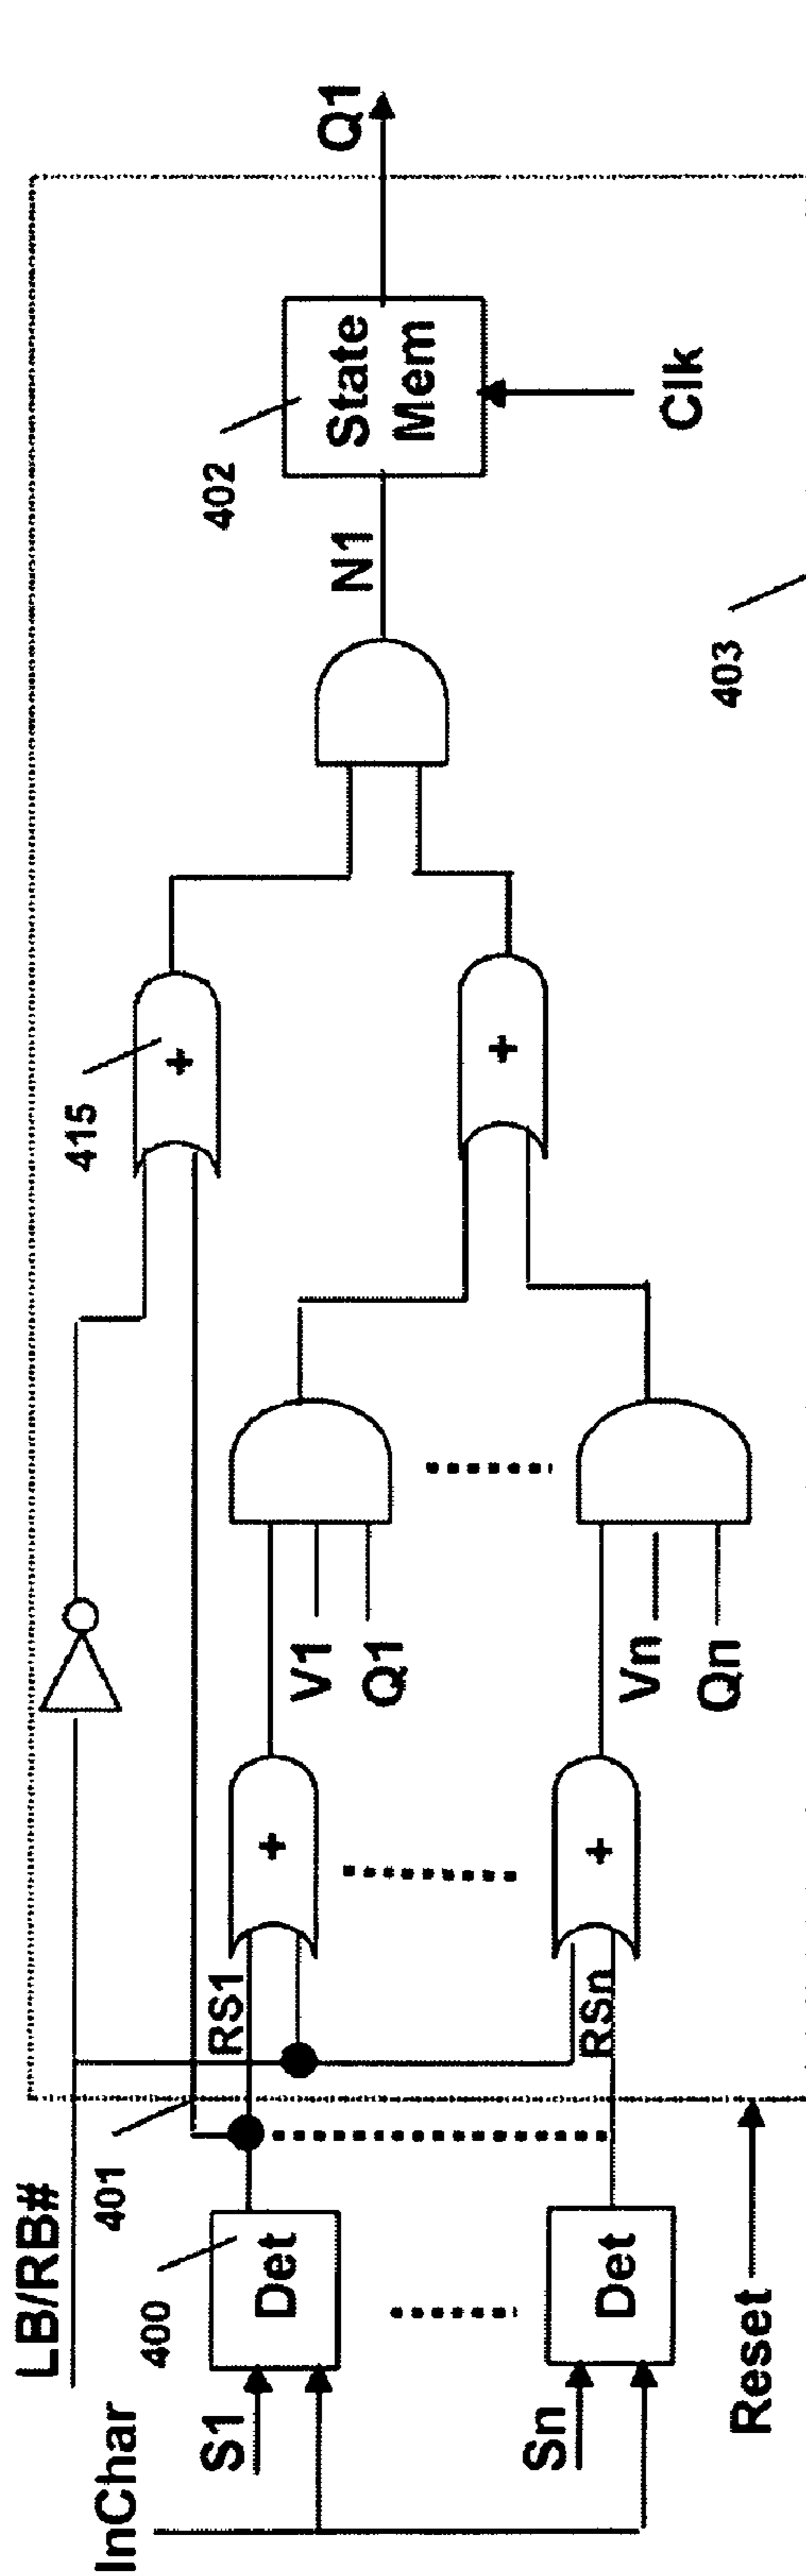 InChar
LB/RB#
S1
Sn
400
Det
Det
Reset
401
RS1
RSn
+
+
V1
Q1
Vn
Qn
415
+
+
N1
402
State
Mem
Clk
403
Q1